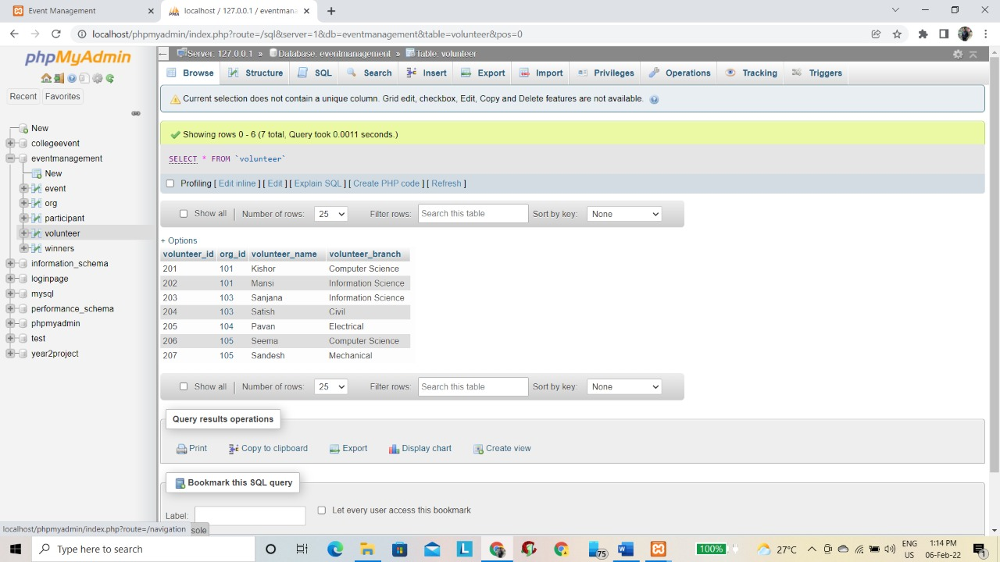 Event Management
localhost / 127.0.0.1 / eventmana
localhost/phpmyadmin/index.php?route=/sql&server=1&db=eventmanagement&table=volunteer&pos=0
phpMyAdmin
Recent
Favorites
New
collegeevent
eventmanagement
New
event
org
participant
volunteer
winners
information_schema
loginpage
mysql
performance_schema
phpmyadmin
test
year2project
Server: 127.0.0.1 » Database: eventmanagement » Table: volunteer
Browse Structure SQL Search Insert Export Import Privileges Operations Tracking Triggers
Current selection does not contain a unique column. Grid edit, checkbox, Edit, Copy and Delete features are not available.
Showing rows 0 - 6 (7 total, Query took 0.0011 seconds.)
SELECT * FROM `volunteer`
Profiling [ Edit inline ] [ Edit ] [ Explain SQL ] [ Create PHP code ] [ Refresh ]
Show all | Number of rows: 25 Filter rows: Search this table Sort by key: None
+ Options
volunteer_id org_id volunteer_name volunteer_branch
201 101 Kishor Computer Science
202 101 Mansi Information Science
203 103 Sanjana Information Science
204 103 Satish Civil
205 104 Pavan Electrical
206 105 Seema Computer Science
207 105 Sandesh Mechanical
Show all | Number of rows: 25 Filter rows: Search this table Sort by key: None
Query results operations
Print Copy to clipboard Export Display chart Create view
Bookmark this SQL query
Label: Let every user access this bookmark
localhost/phpmyadmin/index.php?route=/navigation
sole
Type here to search
75
100%
27°C
ENG
US
1:14 PM
06-Feb-22
1